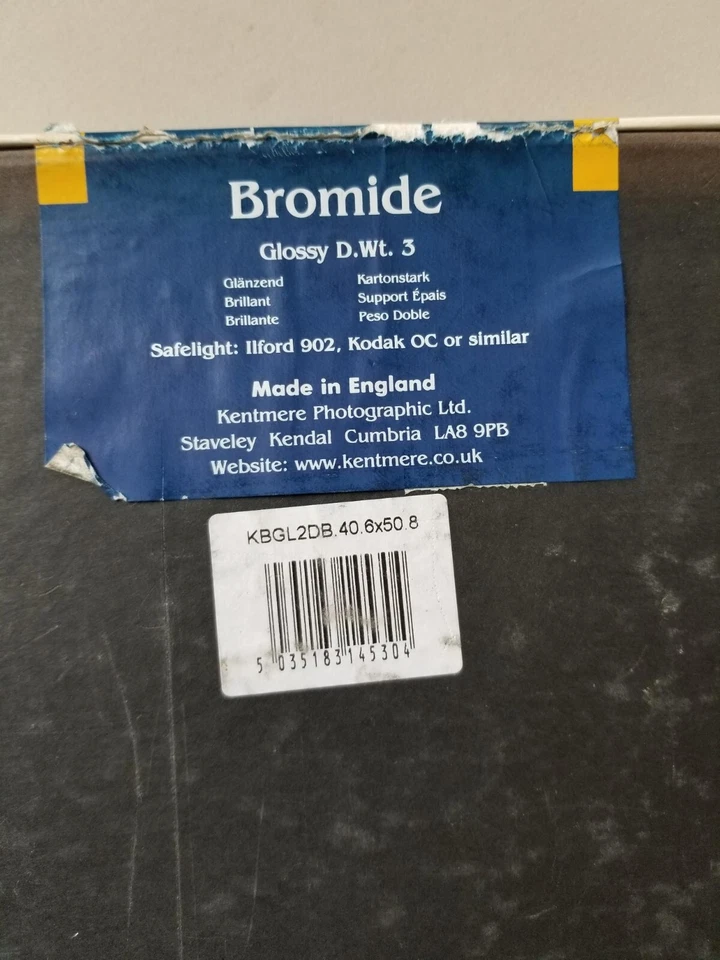 Bromide
Glossy D.Wt. 3
Glänzend Kartonstark
Brillant Support Épais
Brillante Peso Doble
Safelight: Ilford 902, Kodak OC or similar
Made in England
Kentmere Photographic Ltd.
Staveley Kendal Cumbria LA8 9PB
Website: www.kentmere.co.uk
KBGL2DB.40.6x50.8
5 035183 145304